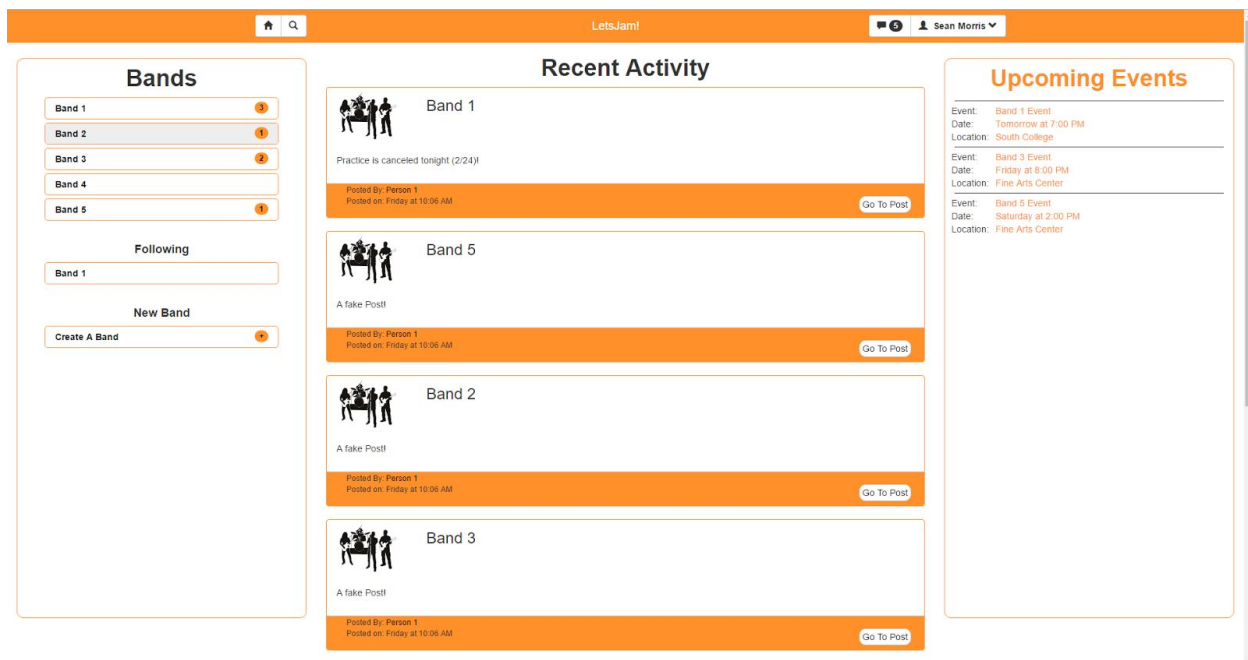 LetsJam!
5
Sean Morris
Bands
Band 1 3
Band 2 1
Band 3 2
Band 4
Band 5 1
Following
Band 1
New Band
Create A Band +
Recent Activity
Band 1
Practice is canceled tonight (2/24)!
Posted By: Person 1
Posted on: Friday at 10:06 AM
Go To Post
Band 5
A fake Post!
Posted By: Person 1
Posted on: Friday at 10:06 AM
Go To Post
Band 2
A fake Post!
Posted By: Person 1
Posted on: Friday at 10:06 AM
Go To Post
Band 3
A fake Post!
Posted By: Person 1
Posted on: Friday at 10:06 AM
Go To Post
Upcoming Events
Event: Band 1 Event
Date: Tomorrow at 7:00 PM
Location: South College
Event: Band 3 Event
Date: Friday at 8:00 PM
Location: Fine Arts Center
Event: Band 5 Event
Date: Saturday at 2:00 PM
Location: Fine Arts Center